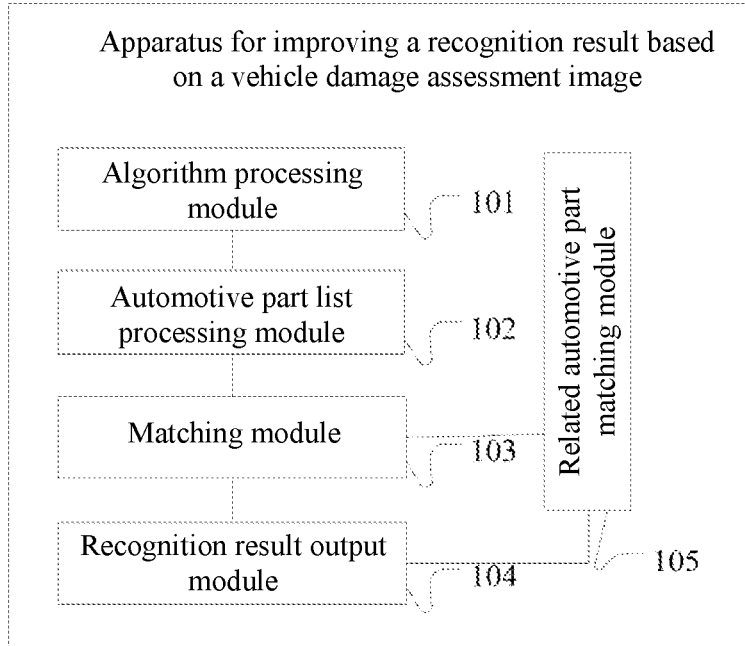 Apparatus for improving a recognition result based
on a vehicle damage assessment image
Algorithm processing
module
101
Automotive part list
processing module
102
Matching module
103
Recognition result output
module
104
Related automotive part
matching module
105